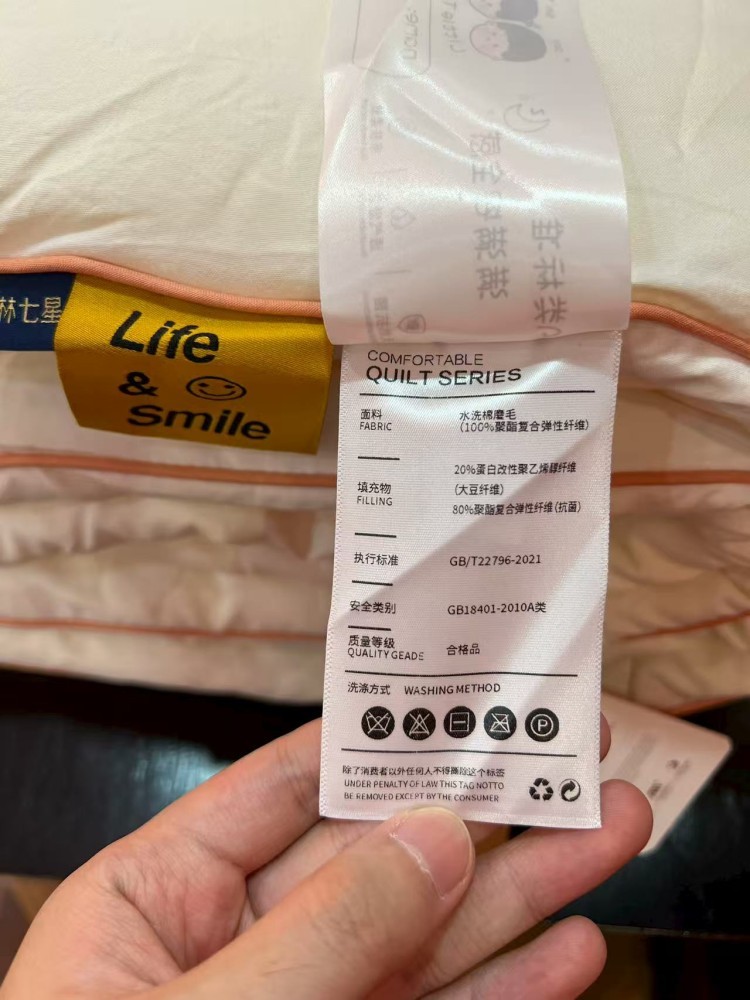 林七星
Life
& Smile
COMFORTABLE
QUILT SERIES
面料
FABRIC
水洗棉磨毛
(100%聚酯复合弹性纤维)
填充物
FILLING
20%蛋白改性聚乙烯醇纤维
(大豆纤维)
80%聚酯复合弹性纤维(抗菌)
执行标准
GB/T22796-2021
安全类别
GB18401-2010A类
质量等级
QUALITY GEADE
合格品
洗涤方式 WASHING METHOD
P
除了消费者以外任何人不得撕除这个标签
UNDER PENALTY OF LAW THIS TAG NOTTO
BE REMOVED EXCEPT BY THE CONSUMER